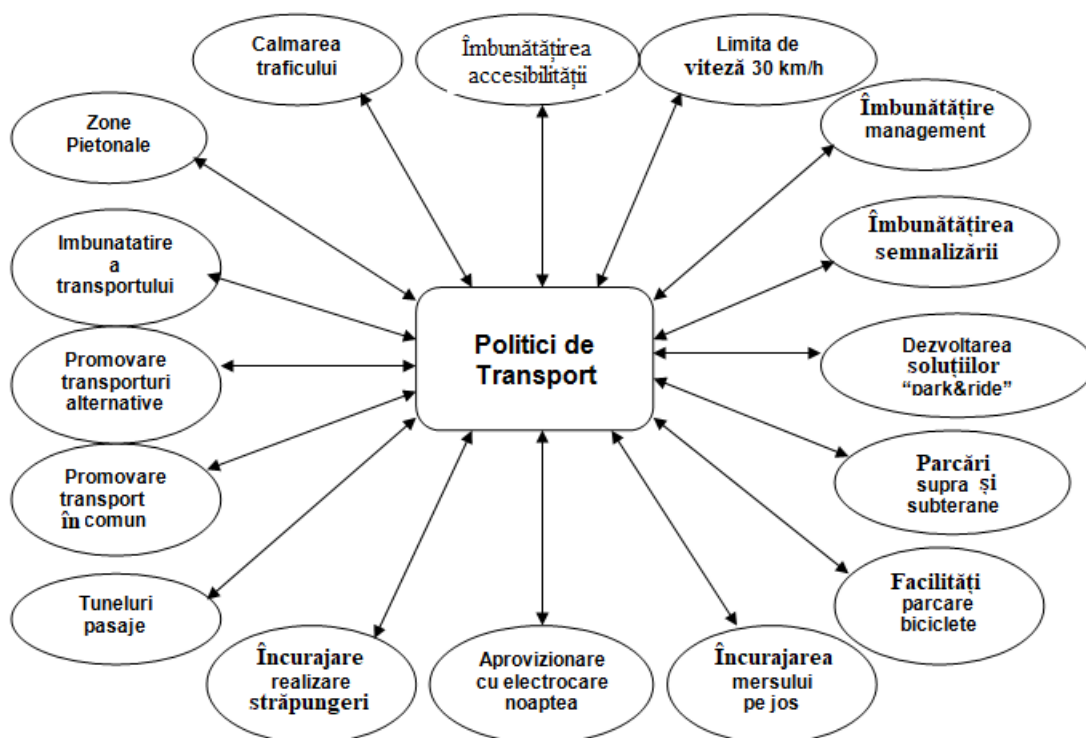 Calmarea
traficului
Îmbunătățirea
accesibilității
Limita de
viteză 30 km/h
Îmbunătățire
management
Zone
Pietonale
Îmbunătățirea
semnalizării
Imbunatatire
a
transportului
Politici de
Transport
Dezvoltarea
soluțiilor
“park&ride”
Promovare
transporturi
alternative
Parcări
supra și
subterane
Promovare
transport
în comun
Facilități
parcare
biciclete
Tuneluri
pasaje
Încurajare
realizare
străpungeri
Aprovizionare
cu electrocare
noaptea
Încurajarea
mersului
pe jos